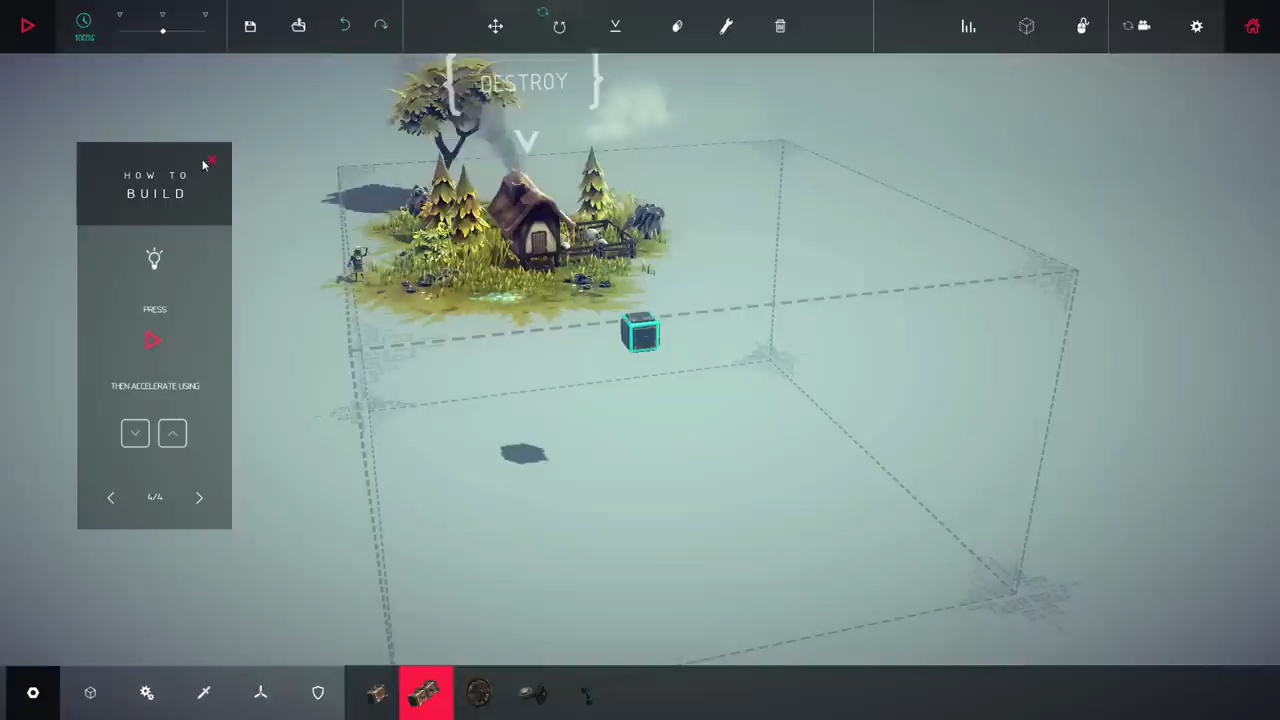 100%
DESTROY
HOW TO
BUILD
PRESS
THEN ACCELERATE USING
4/4